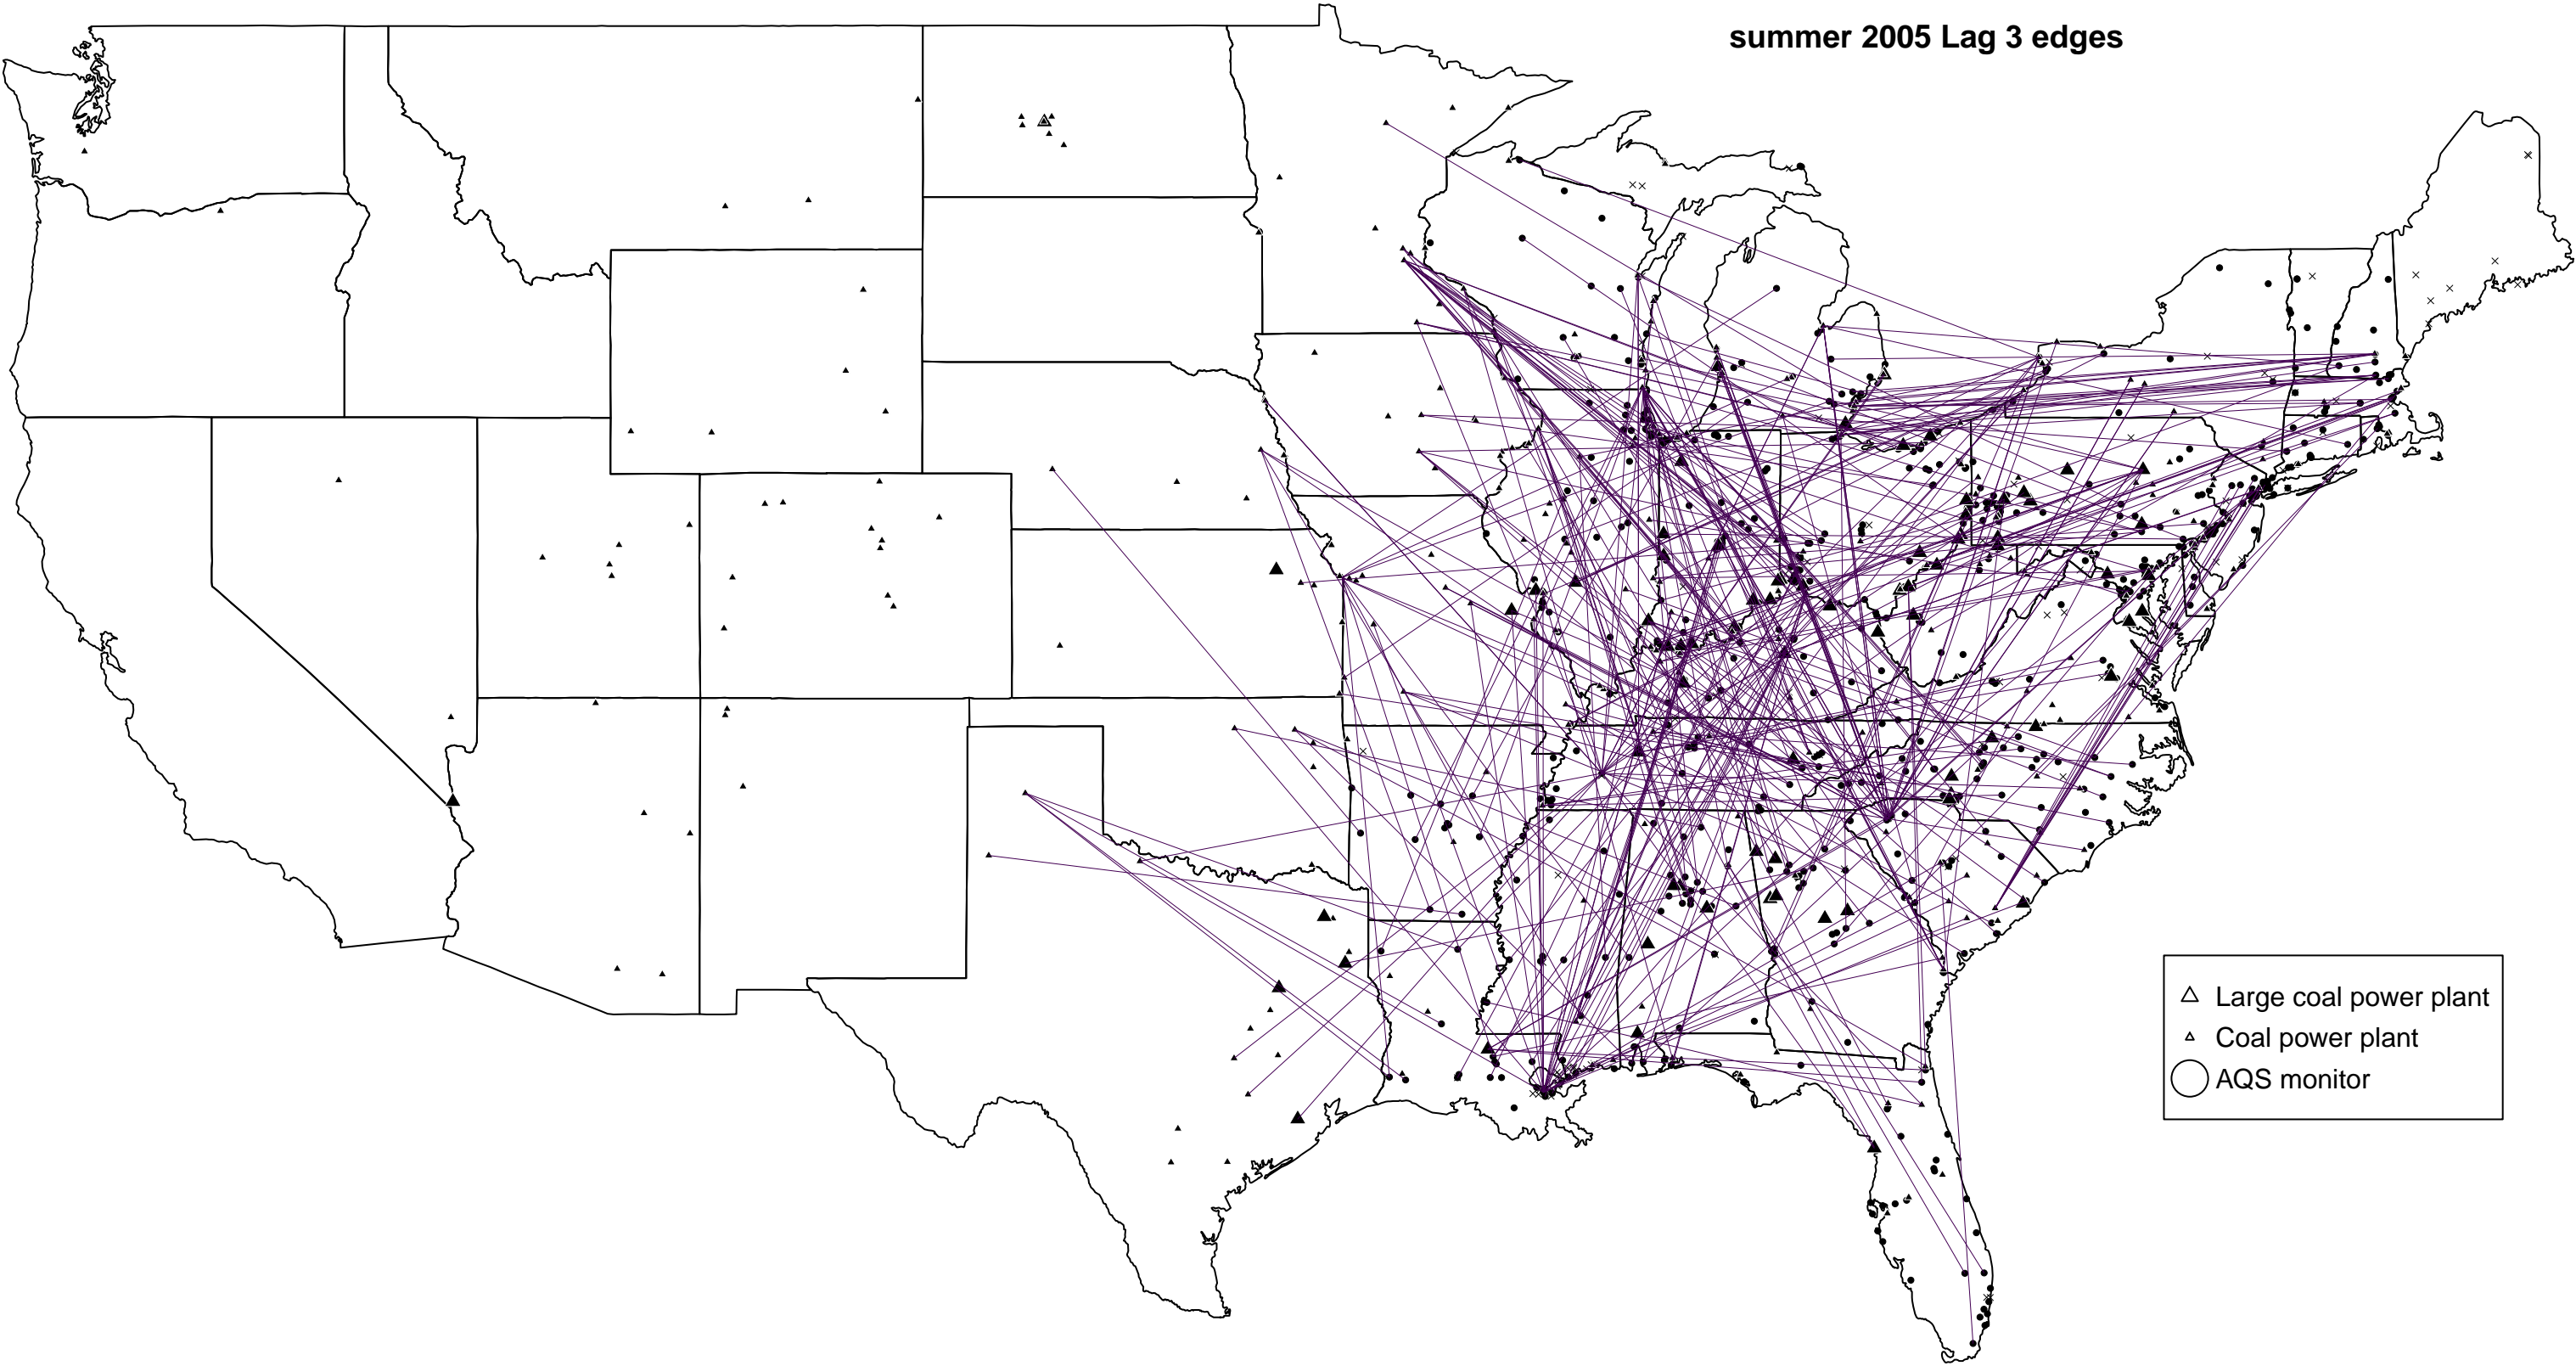 summer 2005 Lag 3 edges
Large coal power plant
Coal power plant
AQS monitor